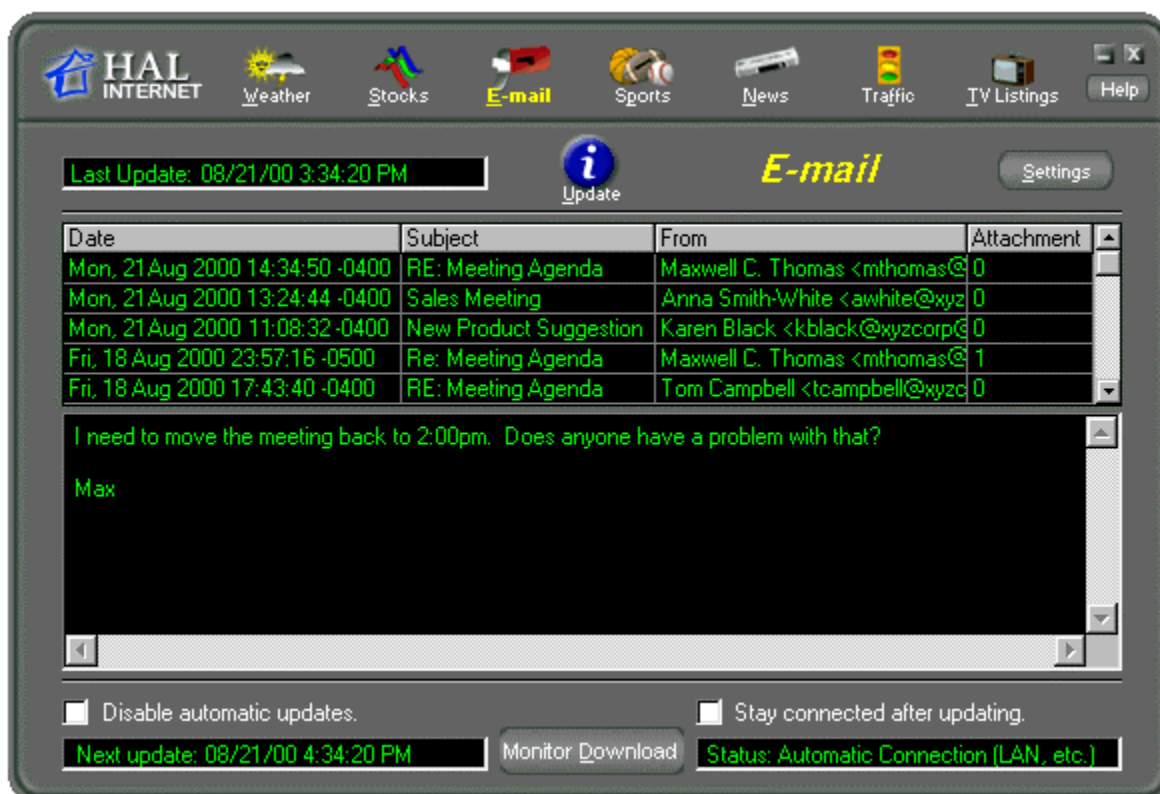 HAL
INTERNET
Weather Stocks E-mail Sports News Traffic TV Listings Help
Last Update: 08/21/00 3:34:20 PM
Update
E-mail
Settings
Date Subject From Attachment
Mon, 21 Aug 2000 14:34:50 -0400 RE: Meeting Agenda Maxwell C. Thomas <mthomas@ 0
Mon, 21 Aug 2000 13:24:44 -0400 Sales Meeting Anna Smith-White <awhite@xyz 0
Mon, 21 Aug 2000 11:08:32 -0400 New Product Suggestion Karen Black <kblack@xyzcorp@ 0
Fri, 18 Aug 2000 23:57:16 -0500 Re: Meeting Agenda Maxwell C. Thomas <mthomas@ 1
Fri, 18 Aug 2000 17:43:40 -0400 RE: Meeting Agenda Tom Campbell <tcampbell@xyzc 0
I need to move the meeting back to 2:00pm. Does anyone have a problem with that?
Max
Disable automatic updates. Stay connected after updating.
Next update: 08/21/00 4:34:20 PM Monitor Download Status: Automatic Connection (LAN, etc.)